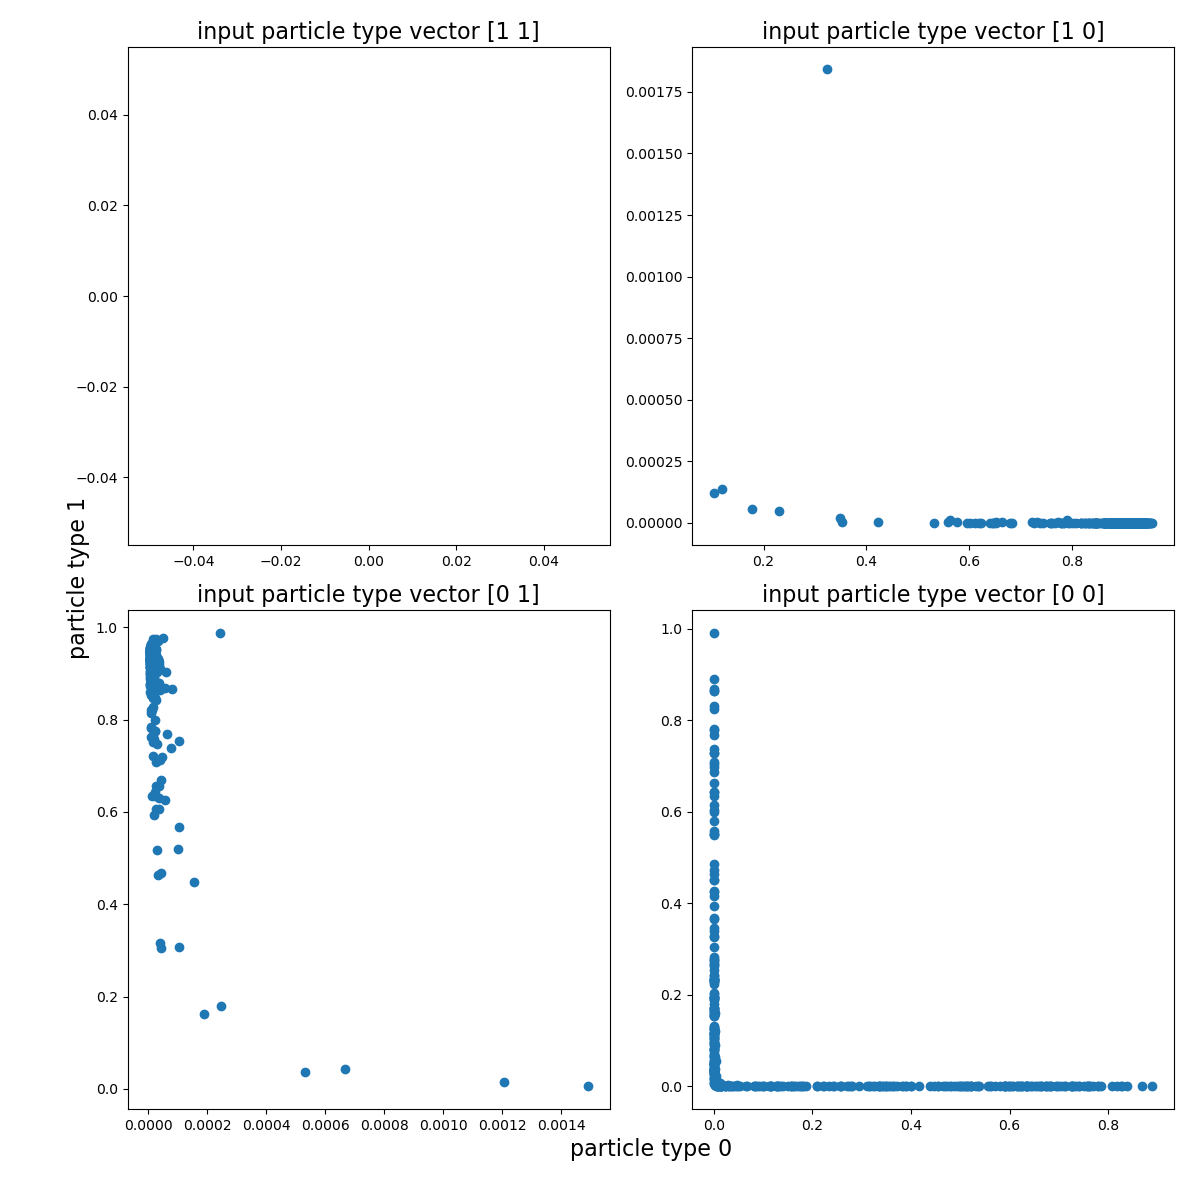 input particle type vector [1 1]
0.04
0.02
0.00
−0.02
−0.04
−0.04 −0.02 0.00 0.02 0.04
input particle type vector [1 0]
0.00175
0.00150
0.00125
0.00100
0.00075
0.00050
0.00025
0.00000
0.2 0.4 0.6 0.8
particle type 1
input particle type vector [0 1]
1.0
0.8
0.6
0.4
0.2
0.0
0.0000 0.0002 0.0004 0.0006 0.0008 0.0010 0.0012 0.0014
input particle type vector [0 0]
1.0
0.8
0.6
0.4
0.2
0.0
0.0 0.2 0.4 0.6 0.8
particle type 0